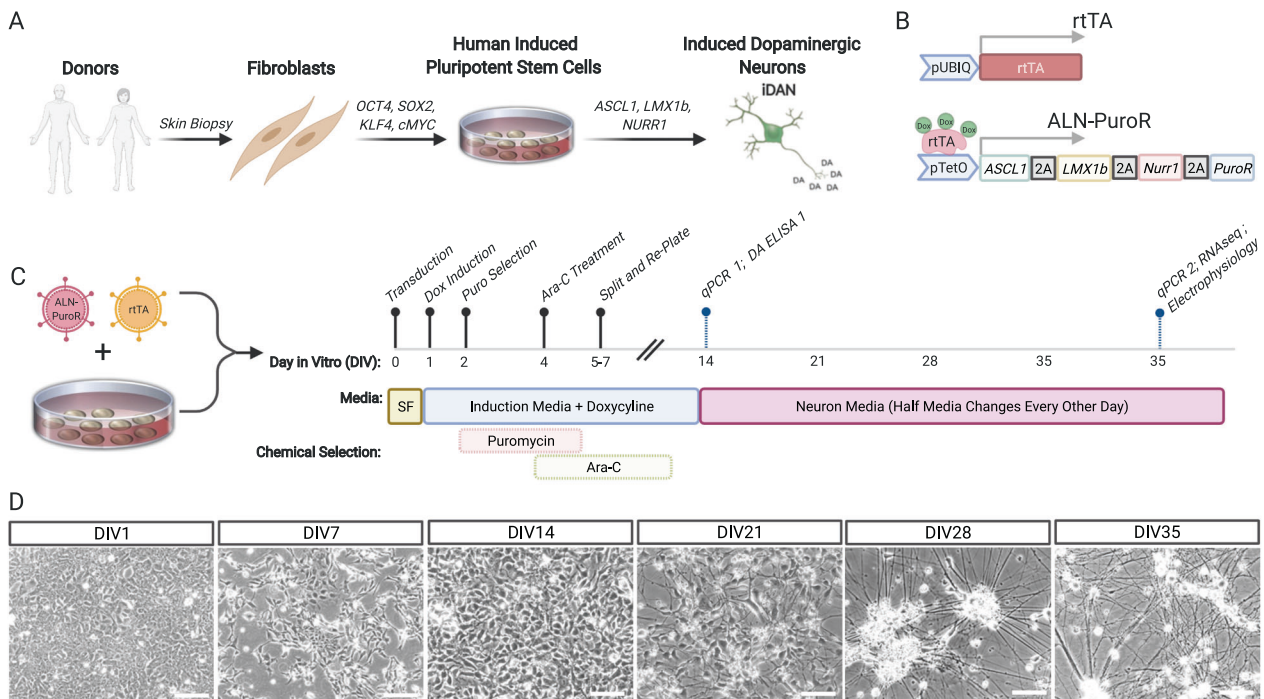 A
Donors
Skin Biopsy
Fibroblasts
OCT4, SOX2,
KLF4, cMYC
Human Induced
Pluripotent Stem Cells
ASCL1, LMX1b,
NURR1
Induced Dopaminergic
Neurons
iDAN
DA
DA
DA
DA
DA
DA
B
rtTA
pUBIQ
rtTA
Dox
Dox
Dox
rtTA
ALN-PuroR
pTetO
ASCL1
2A
LMX1b
2A
Nurr1
2A
PuroR
C
ALN-
PuroR
rtTA
+
Transduction
Dox Induction
Puro Selection
Ara-C Treatment
Split and Re-Plate
qPCR 1; DA ELISA 1
qPCR 2; RNAseq ;
Electrophysiology
Day in Vitro (DIV):
0
1
2
4
5-7
14
21
28
35
35
Media:
SF
Induction Media + Doxycyline
Neuron Media (Half Media Changes Every Other Day)
Chemical Selection:
Puromycin
Ara-C
D
DIV1
DIV7
DIV14
DIV21
DIV28
DIV35